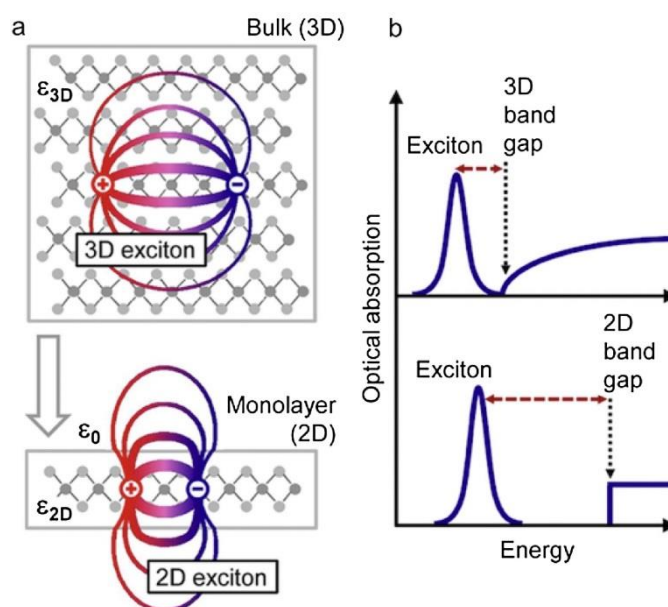 a
Bulk (3D)
ε3D
+
−
3D exciton
Monolayer
(2D)
ε0
ε2D
+
−
2D exciton
b
3D
band
gap
Exciton
Optical absorption
2D
band
gap
Exciton
Energy